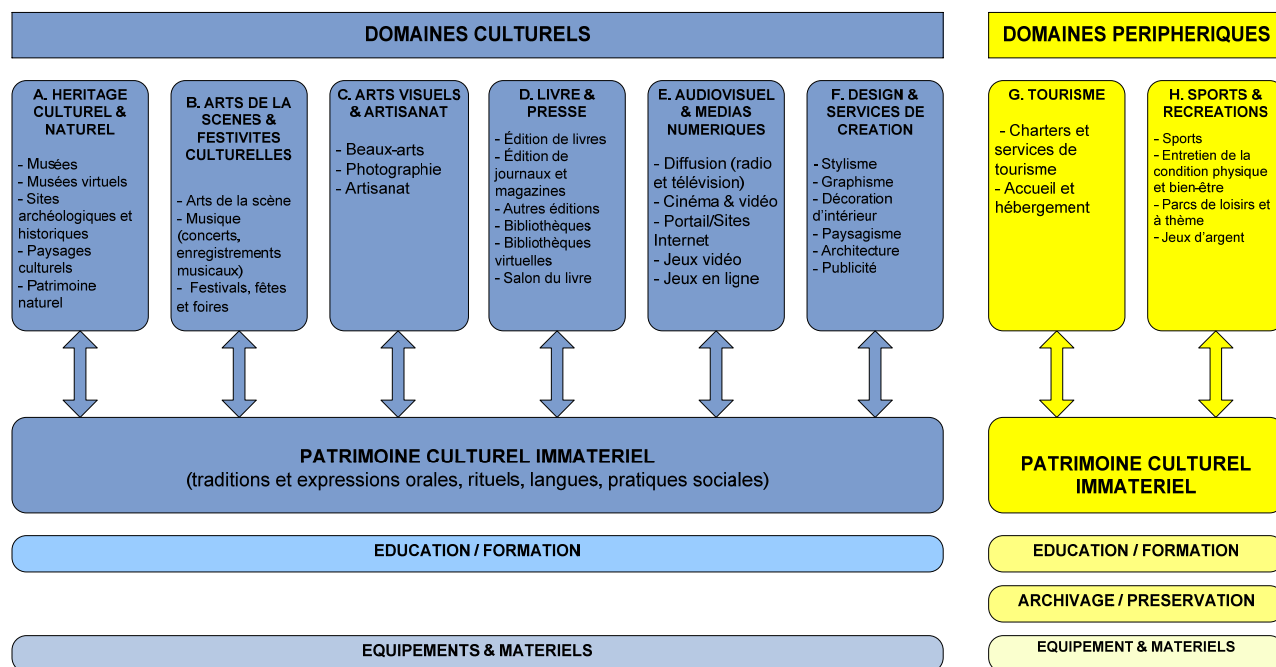 DOMAINES CULTURELS
DOMAINES PERIPHERIQUES
A. HERITAGE
CULTUREL &
NATUREL
- Musées
- Musées virtuels
- Sites
archéologiques et
historiques
- Paysages
culturels
- Patrimoine
naturel
B. ARTS DE LA
SCENES &
FESTIVITES
CULTURELLES
- Arts de la scène
- Musique
(concerts,
enregistrements
musicaux)
- Festivals, fêtes
et foires
C. ARTS VISUELS
& ARTISANAT
- Beaux-arts
- Photographie
- Artisanat
D. LIVRE &
PRESSE
- Édition de livres
- Édition de
journaux et
magazines
- Autres éditions
- Bibliothèques
- Bibliothèques
virtuelles
- Salon du livre
E. AUDIOVISUEL
& MEDIAS
NUMERIQUES
- Diffusion (radio
et télévision)
- Cinéma & vidéo
- Portail/Sites
Internet
- Jeux vidéo
- Jeux en ligne
F. DESIGN &
SERVICES DE
CREATION
- Stylisme
- Graphisme
- Décoration
d'intérieur
- Paysagisme
- Architecture
- Publicité
G. TOURISME
- Charters et
services de
tourisme
- Accueil et
hébergement
H. SPORTS &
RECREATIONS
- Sports
- Entretien de la
condition physique
et bien-être
- Parcs de loisirs et
à thème
- Jeux d'argent
PATRIMOINE CULTUREL IMMATERIEL
(traditions et expressions orales, rituels, langues, pratiques sociales)
PATRIMOINE CULTUREL
IMMATERIEL
EDUCATION / FORMATION
EDUCATION / FORMATION
ARCHIVAGE / PRESERVATION
EQUIPEMENTS & MATERIELS
EQUIPEMENT & MATERIELS